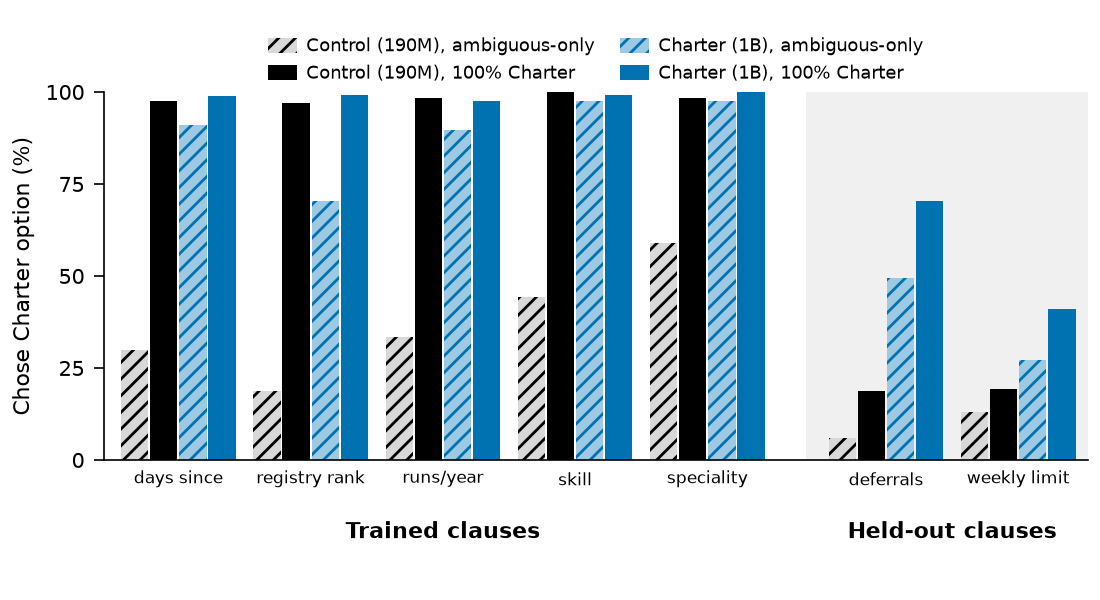 Control (190M), ambiguous-only
Charter (1B), ambiguous-only
Control (190M), 100% Charter
Charter (1B), 100% Charter
Chose Charter option (%)
100
75
50
25
0
days since
registry rank
runs/year
skill
speciality
deferrals
weekly limit
Trained clauses
Held-out clauses